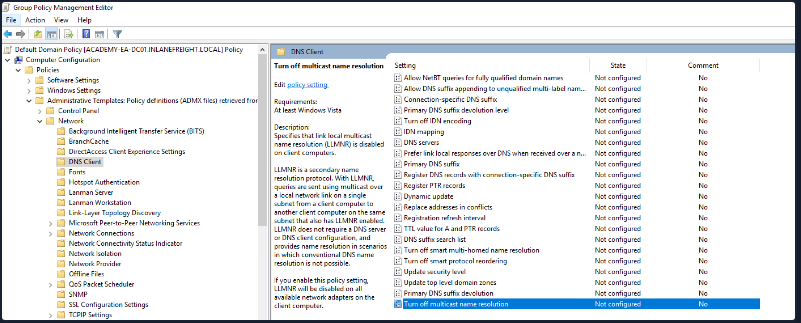 Group Policy Management Editor
File Action View Help
Default Domain Policy [ACADEMY-EA-DC01.INLANEFREIGHT.LOCAL] Policy
Computer Configuration
Policies
Software Settings
Windows Settings
Administrative Templates: Policy definitions (ADMX files) retrieved from
Control Panel
Network
Background Intelligent Transfer Service (BITS)
BranchCache
DirectAccess Client Experience Settings
DNS Client
Fonts
Hotspot Authentication
Lanman Server
Lanman Workstation
Link-Layer Topology Discovery
Microsoft Peer-to-Peer Networking Services
Network Connections
Network Connectivity Status Indicator
Network Isolation
Network Provider
Offline Files
QoS Packet Scheduler
SNMP
SSL Configuration Settings
TCPIP Settings
DNS Client
Turn off multicast name resolution
Edit policy setting.
Requirements:
At least Windows Vista
Description:
Specifies that link local multicast
name resolution (LLMNR) is disabled
on client computers.
LLMNR is a secondary name
resolution protocol. With LLMNR,
queries are sent using multicast over
a local network link on a single
subnet from a client computer to
another client computer on the same
subnet that also has LLMNR enabled.
LLMNR does not require a DNS server
or DNS client configuration, and
provides name resolution in scenarios
in which conventional DNS name
resolution is not possible.
If you enable this policy setting,
LLMNR will be disabled on all
available network adapters on the
client computer.
Setting State Comment
Allow NetBT queries for fully qualified domain names Not configured No
Allow DNS suffix appending to unqualified multi-label nam... Not configured No
Connection-specific DNS suffix Not configured No
Primary DNS suffix devolution level Not configured No
Turn off IDN encoding Not configured No
IDN mapping Not configured No
DNS servers Not configured No
Prefer link local responses over DNS when received over a n... Not configured No
Primary DNS suffix Not configured No
Register DNS records with connection-specific DNS suffix Not configured No
Register PTR records Not configured No
Dynamic update Not configured No
Replace addresses in conflicts Not configured No
Registration refresh interval Not configured No
TTL value for A and PTR records Not configured No
DNS suffix search list Not configured No
Turn off smart multi-homed name resolution Not configured No
Turn off smart protocol reordering Not configured No
Update security level Not configured No
Update top level domain zones Not configured No
Primary DNS suffix devolution Not configured No
Turn off multicast name resolution Not configured No